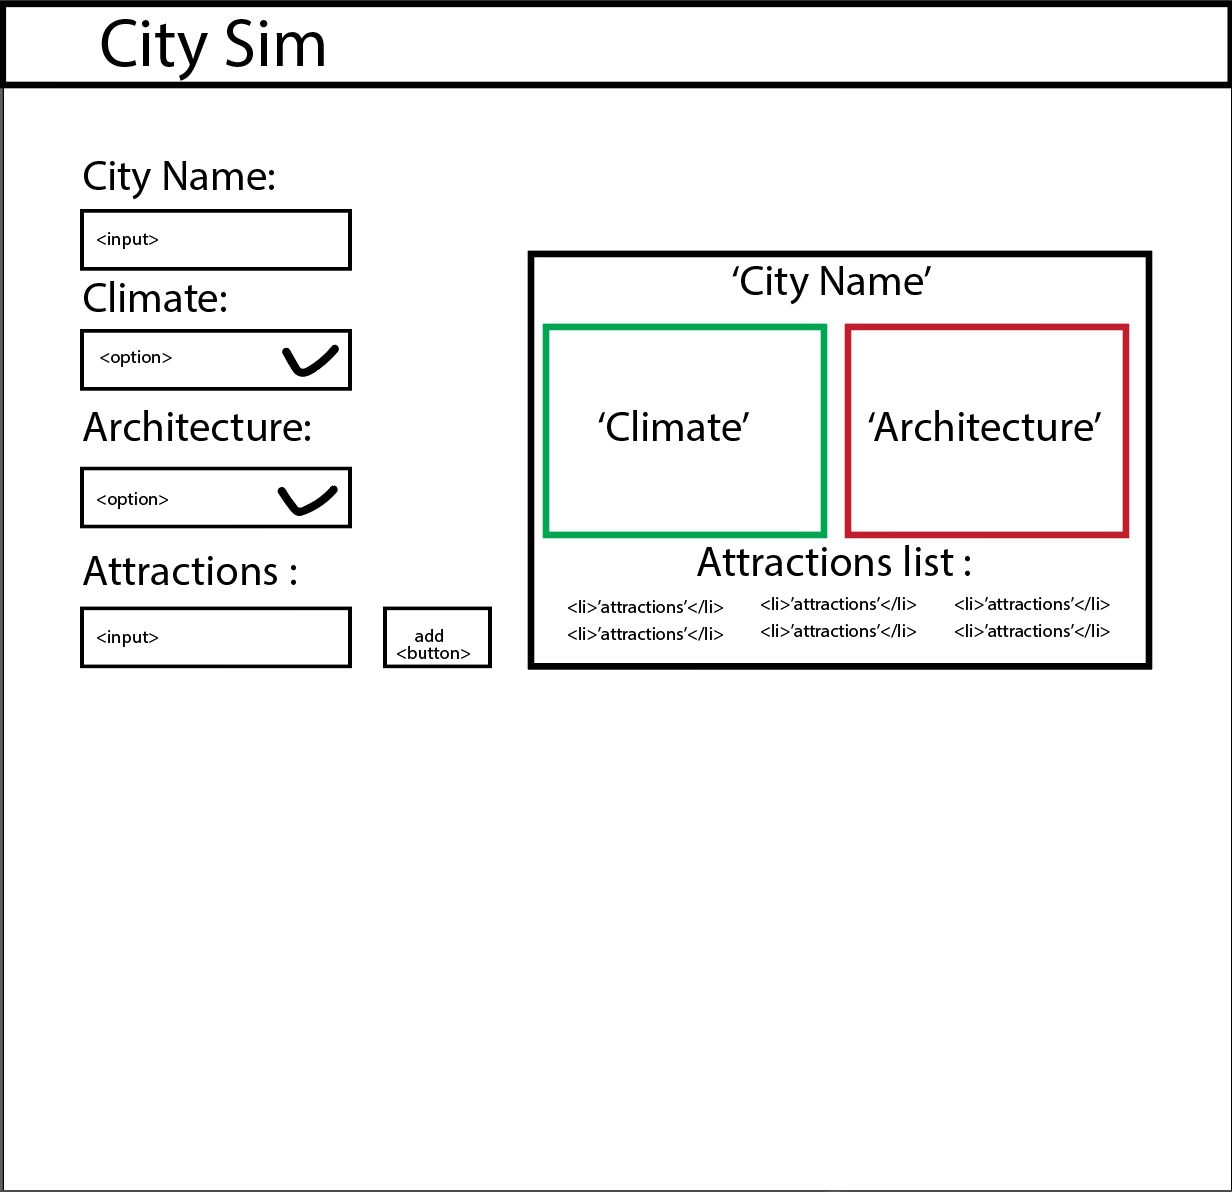 City Sim
City Name:
<input>
Climate:
<option>
Architecture:
<option>
Attractions :
<input>
add
<button>
‘City Name’
‘Climate’
‘Architecture’
Attractions list :
<li>’attractions’</li>
<li>’attractions’</li>
<li>’attractions’</li>
<li>’attractions’</li>
<li>’attractions’</li>
<li>’attractions’</li>